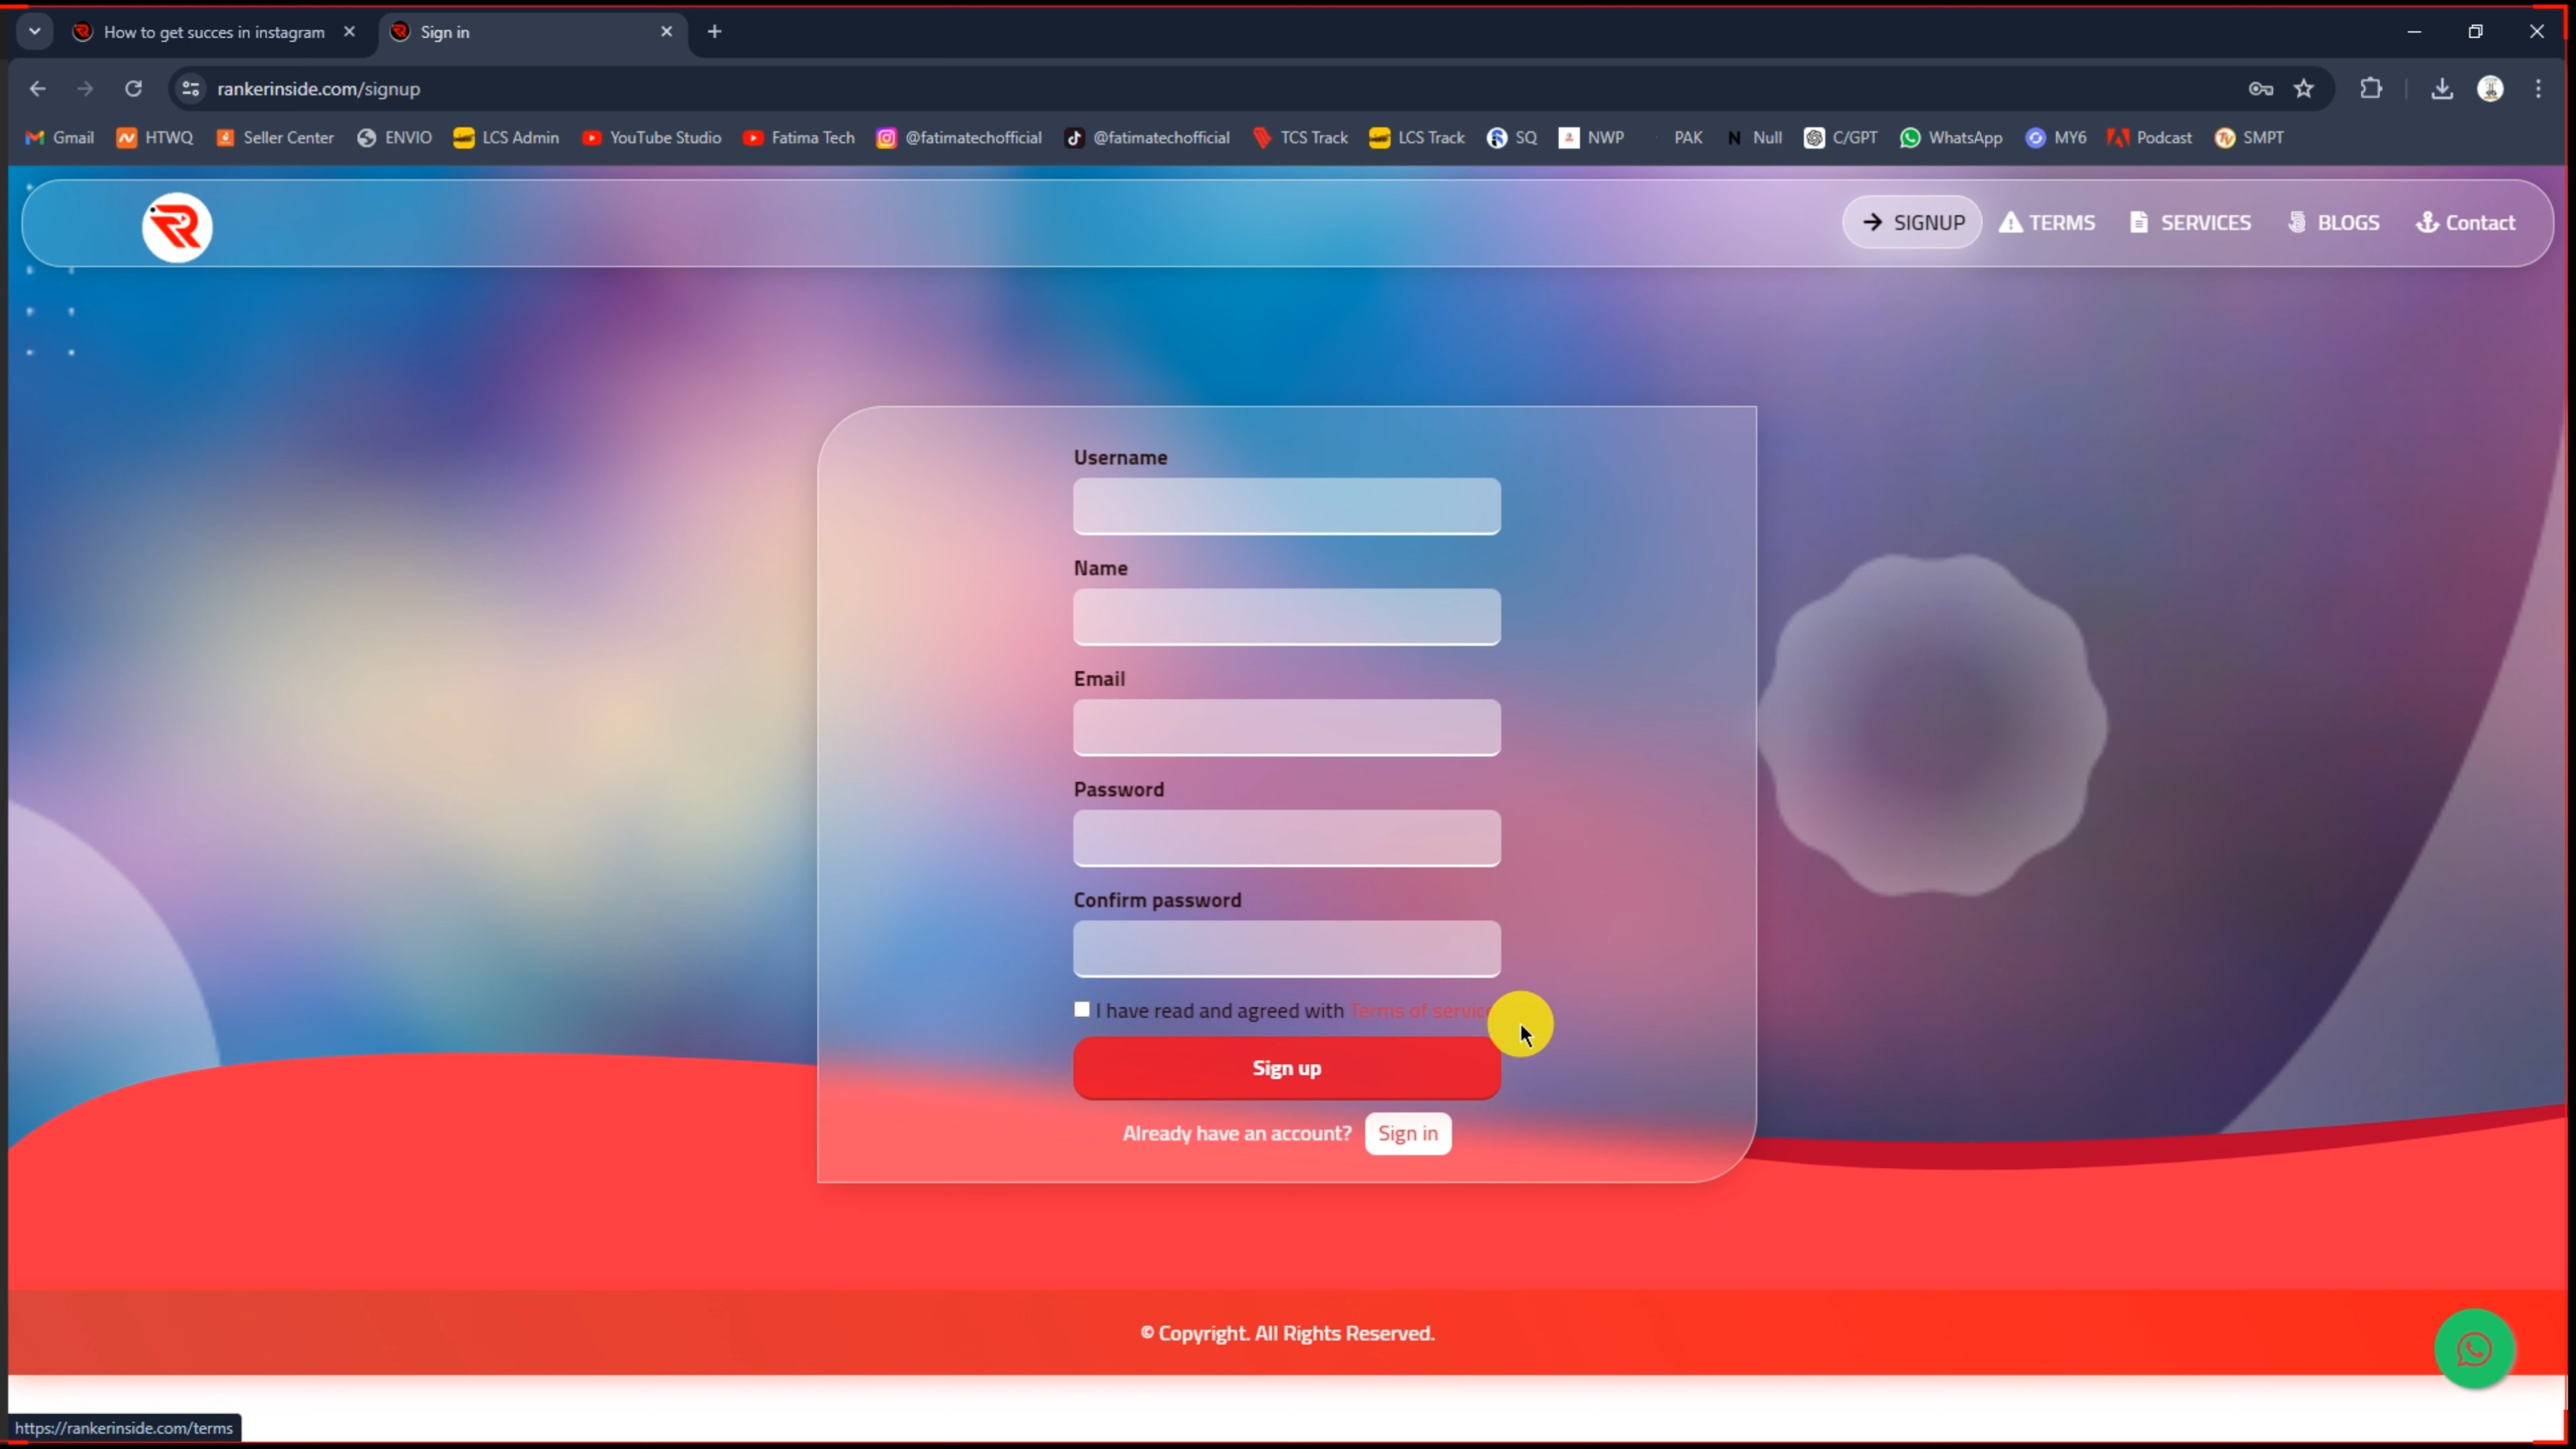 How to get succes in instagram
Sign in
rankerinside.com/signup
Gmail HTWQ Seller Center ENVIO LCS Admin YouTube Studio Fatima Tech @fatimatechofficial @fatimatechofficial TCS Track LCS Track SQ NWP PAK Null C/GPT WhatsApp MY6 Podcast SMPT
SIGNUP TERMS SERVICES BLOGS Contact
Username
Name
Email
Password
Confirm password
I have read and agreed with Terms of service
Sign up
Already have an account? Sign in
© Copyright. All Rights Reserved.
https://rankerinside.com/terms